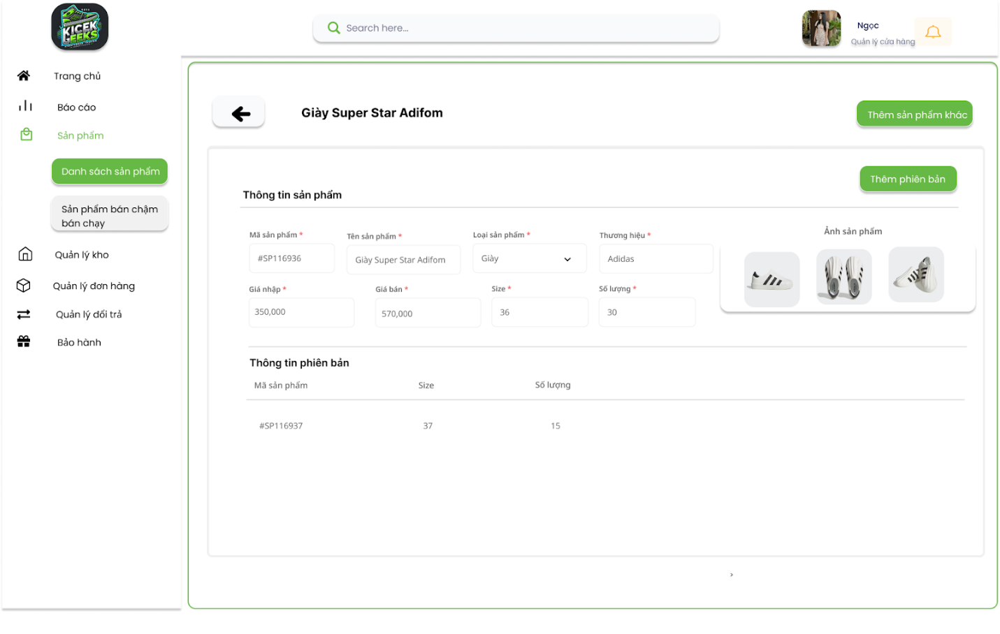 KICEK
GEEKS
Search here...
Ngọc
Quản lý cửa hàng
Trang chủ
Báo cáo
Sản phẩm
Danh sách sản phẩm
Sản phẩm bán chậm
bán chạy
Quản lý kho
Quản lý đơn hàng
Quản lý đổi trả
Bảo hành
Giày Super Star Adifom
Thêm sản phẩm khác
Thêm phiên bản
Thông tin sản phẩm
Mã sản phẩm *
Tên sản phẩm *
Loại sản phẩm *
Thương hiệu *
Ảnh sản phẩm
#SP116936
Giày Super Star Adifom
Giày
Adidas
Giá nhập *
Giá bán *
Size *
Số lượng *
350,000
570,000
36
30
Thông tin phiên bản
Mã sản phẩm
Size
Số lượng
#SP116937
37
15